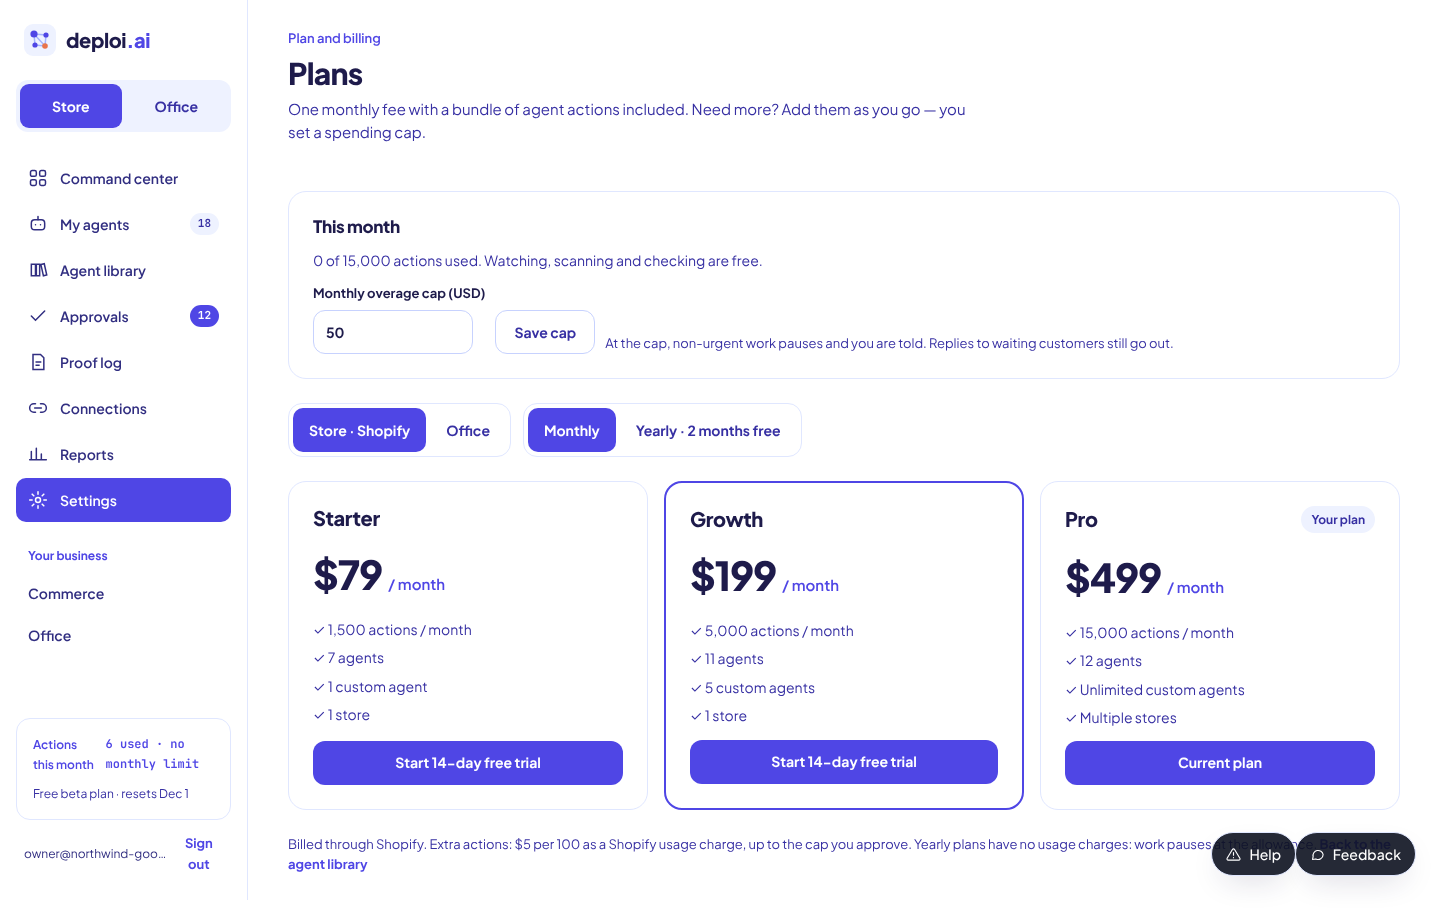 deploi.ai
Store
Office
Command center
My agents
18
Agent library
Approvals
12
Proof log
Connections
Reports
Settings
Your business
Commerce
Office
Actions
this month
6 used · no
monthly limit
Free beta plan · resets Dec 1
owner@northwind-goo...
Sign
out
Plan and billing
Plans
One monthly fee with a bundle of agent actions included. Need more? Add them as you go — you
set a spending cap.
This month
0 of 15,000 actions used. Watching, scanning and checking are free.
Monthly overage cap (USD)
50
Save cap
At the cap, non-urgent work pauses and you are told. Replies to waiting customers still go out.
Store · Shopify
Office
Monthly
Yearly · 2 months free
Starter
$79 / month
✓ 1,500 actions / month
✓ 7 agents
✓ 1 custom agent
✓ 1 store
Start 14-day free trial
Growth
$199 / month
✓ 5,000 actions / month
✓ 11 agents
✓ 5 custom agents
✓ 1 store
Start 14-day free trial
Pro
Your plan
$499 / month
✓ 15,000 actions / month
✓ 12 agents
✓ Unlimited custom agents
✓ Multiple stores
Current plan
Billed through Shopify. Extra actions: $5 per 100 as a Shopify usage charge, up to the cap you approve. Yearly plans have no usage charges: work pauses at the allowance. Back to the
agent library
Help
Feedback